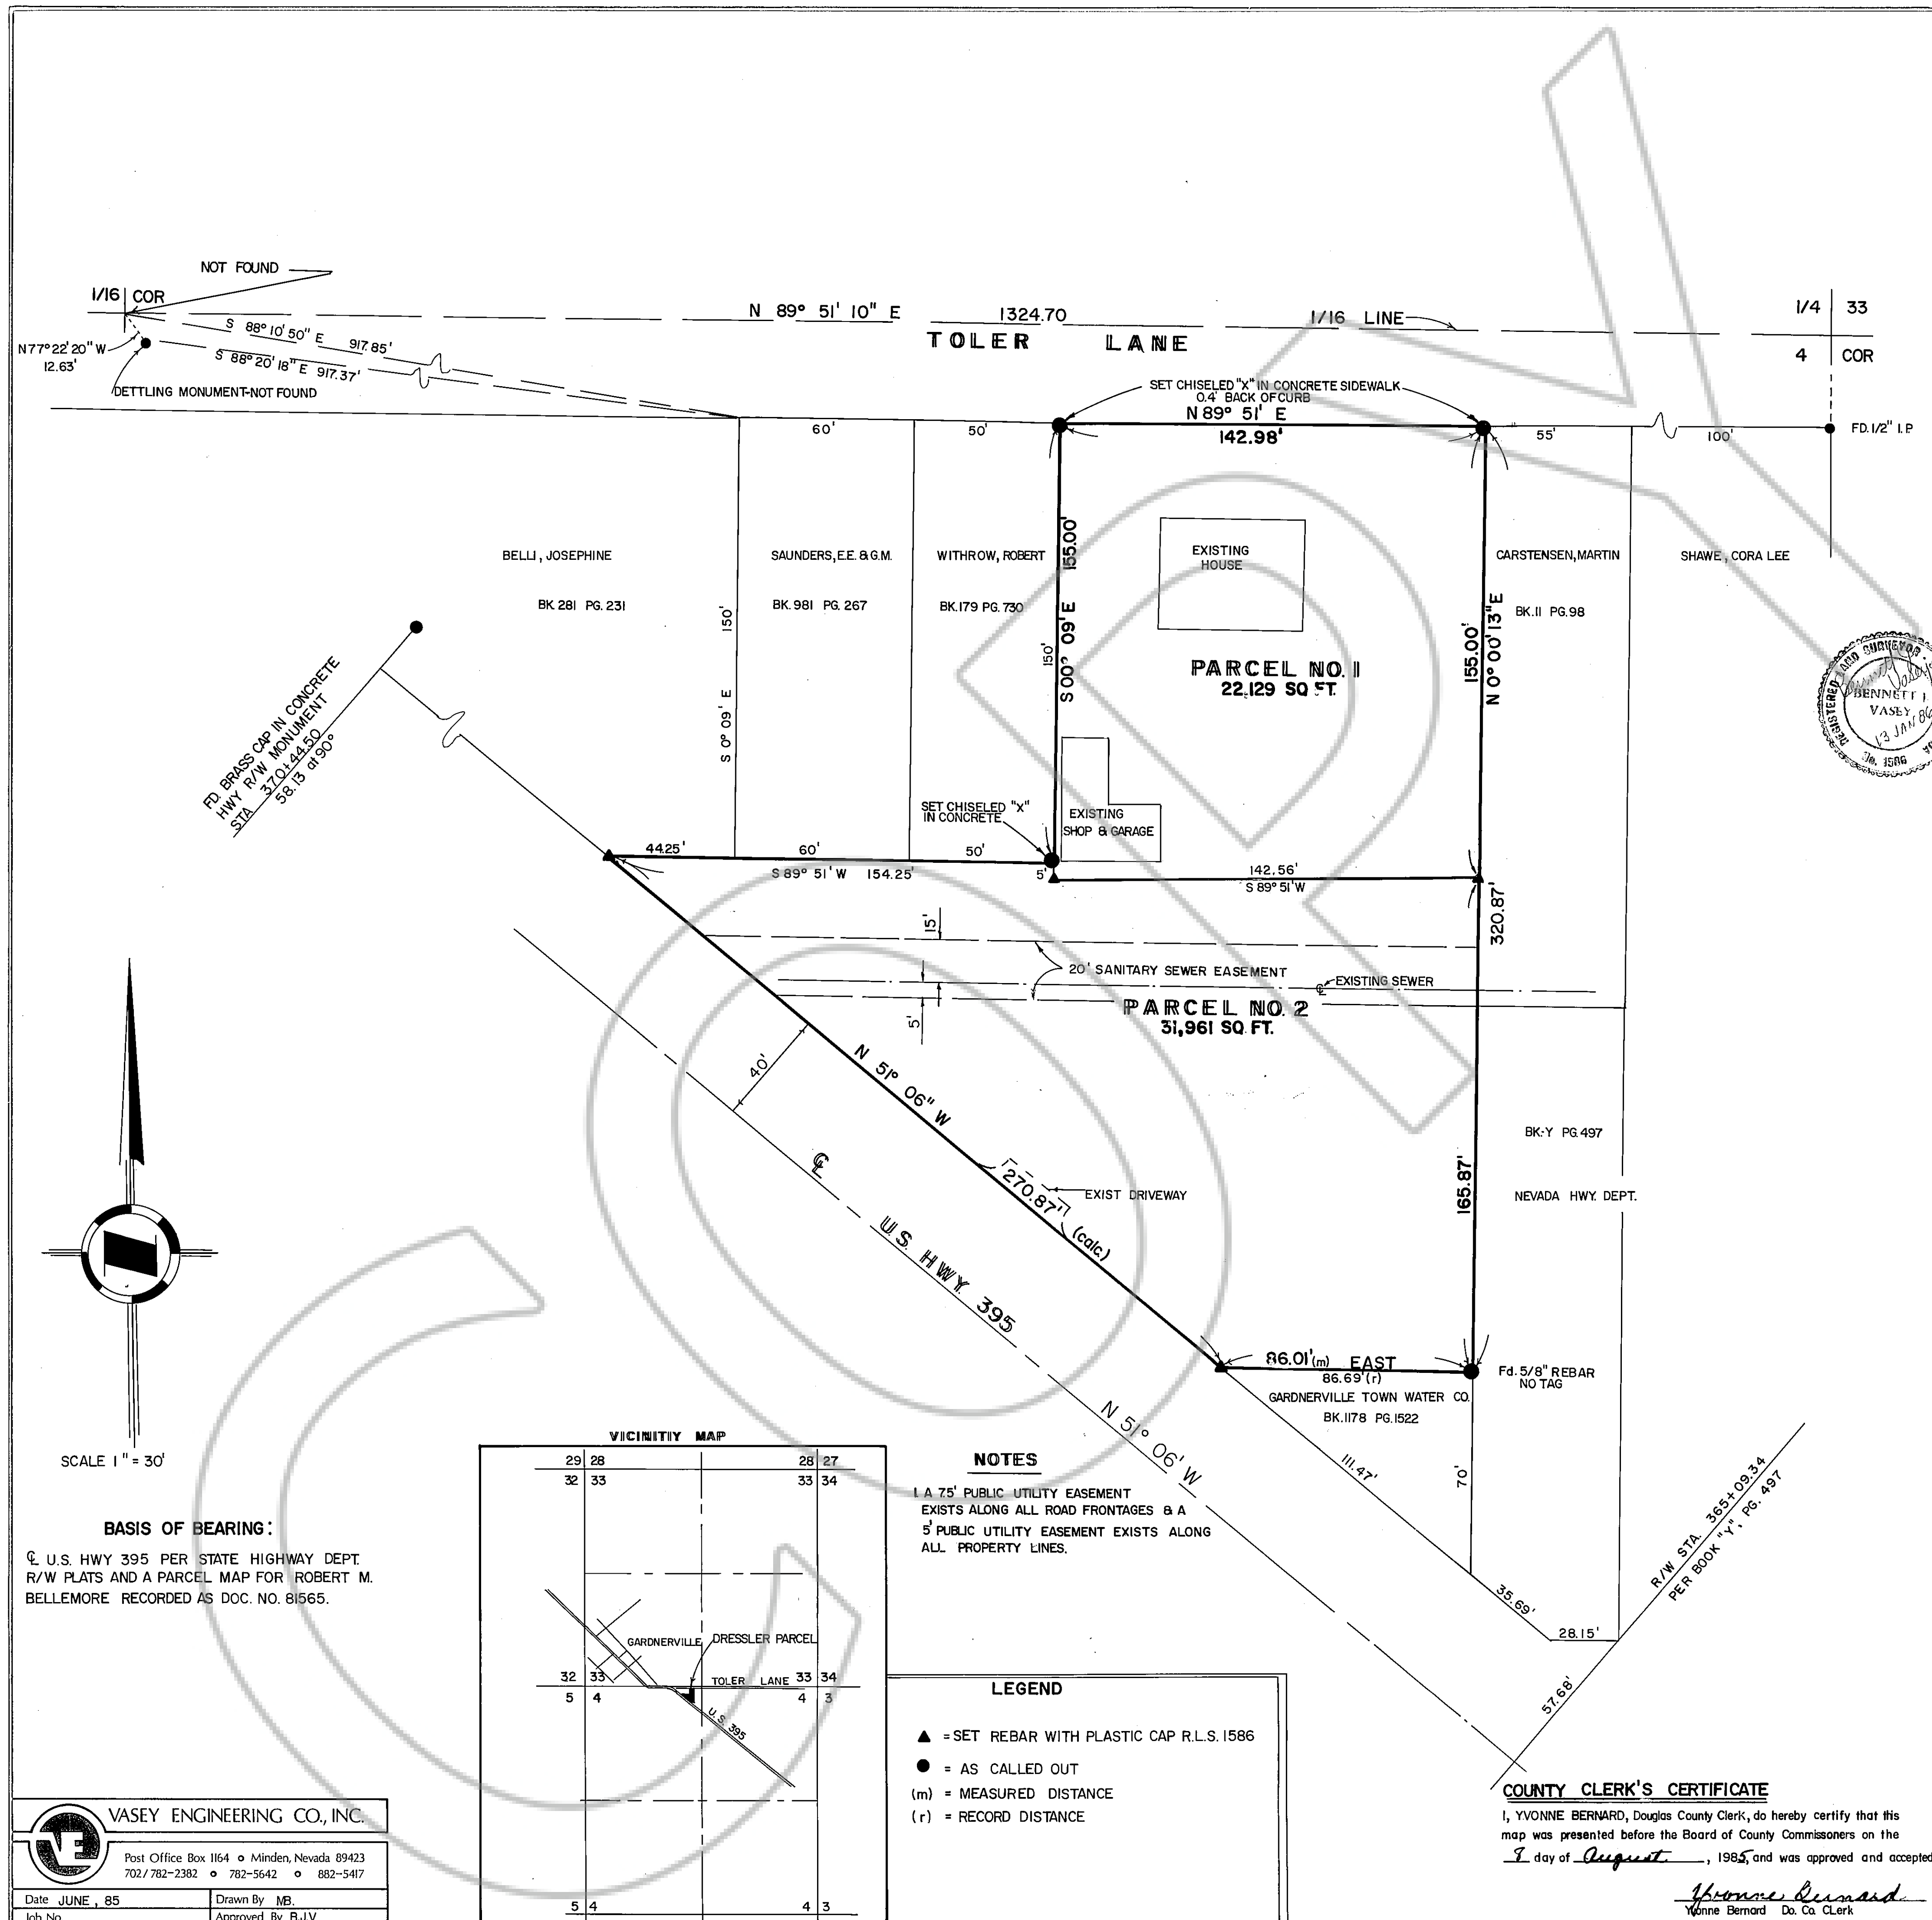 NOT FOUND
1/16 COR
N 89° 51' 10" E 1324.70 1/16 LINE
1/4 33
4 COR
TOLER LANE
S 88° 10' 50" E 917.85'
S 88° 20' 18" E 917.37'
N77°22'20"W
12.63'
DETTLING MONUMENT-NOT FOUND
SET CHISELED "X" IN CONCRETE SIDEWALK
0.4' BACK OF CURB
N 89° 51' E
142.98'
60'
50'
55'
100'
FD. 1/2" I.P
BELLI, JOSEPHINE
BK. 281 PG. 231
SAUNDERS, E.E. & G.M.
BK. 981 PG. 267
WITHROW, ROBERT
BK.179 PG. 730
EXISTING
HOUSE
CARSTENSEN, MARTIN
BK.11 PG. 98
SHAWE, CORA LEE
S 0° 09' E 150'
150'
S 00° 09' E 155.00'
155.00'
N 0° 00' 13" E
PARCEL NO. 1
22,129 SQ FT.
REGISTERED LAND SURVEYOR
BENNETT J.
VASEY
13 JAN 86
No. 1586
FD. BRASS CAP IN CONCRETE
HWY R/W MONUMENT
STA 370+44.50
58.13 at 90°
SET CHISELED "X"
IN CONCRETE
EXISTING
SHOP & GARAGE
44.25'
60'
50'
S 89° 51' W 154.25'
5'
142.56'
S 89° 51' W
320.87'
15'
20' SANITARY SEWER EASEMENT
℄ EXISTING SEWER
5'
PARCEL NO. 2
31,961 SQ. FT.
40'
N 51° 06" W
270.87' (calc.)
EXIST DRIVEWAY
BK.-Y PG. 497
NEVADA HWY. DEPT.
165.87'
℄
U.S. HWY. 395
N 51° 06' W
86.01'(m) EAST
86.69'(r)
Fd. 5/8" REBAR
NO TAG
GARDNERVILLE TOWN WATER CO.
BK.1178 PG.1522
111.47'
70'
35.69'
28.15'
57.68'
R/W STA. 365+09.34
PER BOOK "Y", PG. 497
SCALE 1" = 30'
BASIS OF BEARING:
℄ U.S. HWY 395 PER STATE HIGHWAY DEPT.
R/W PLATS AND A PARCEL MAP FOR ROBERT M.
BELLEMORE RECORDED AS DOC. NO. 81565.
VICINITIY MAP
29 28 28 27
32 33 33 34
GARDNERVILLE
DRESSLER PARCEL
32 33 TOLER LANE 33 34
5 4 4 3
U.S. 395
5 4 4 3
NOTES
1. A 7.5' PUBLIC UTILITY EASEMENT
EXISTS ALONG ALL ROAD FRONTAGES & A
5' PUBLIC UTILITY EASEMENT EXISTS ALONG
ALL PROPERTY LINES.
LEGEND
▲ = SET REBAR WITH PLASTIC CAP R.L.S. 1586
● = AS CALLED OUT
(m) = MEASURED DISTANCE
(r) = RECORD DISTANCE
VE
VASEY ENGINEERING CO., INC.
Post Office Box 1164 o Minden, Nevada 89423
702/782-2382 o 782-5642 o 882-5417
Date JUNE, 85
Drawn By MB.
Job No.
Approved By B.J.V.
COUNTY CLERK'S CERTIFICATE
I, YVONNE BERNARD, Douglas County Clerk, do hereby certify that this
map was presented before the Board of County Commissoners on the
8 day of August, 1985, and was approved and accepted
Yvonne Bernard
Yvonne Bernard Do. Co. CLerk
COPY